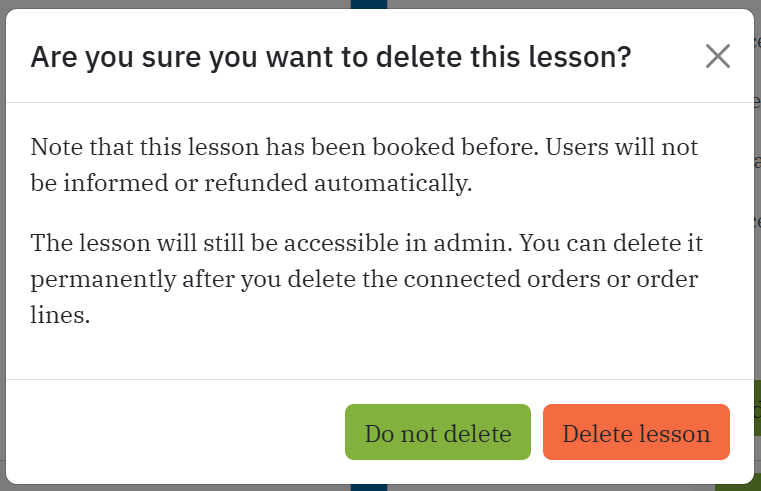 Are you sure you want to delete this lesson?
Note that this lesson has been booked before. Users will not
be informed or refunded automatically.
The lesson will still be accessible in admin. You can delete it
permanently after you delete the connected orders or order
lines.
Do not delete
Delete lesson